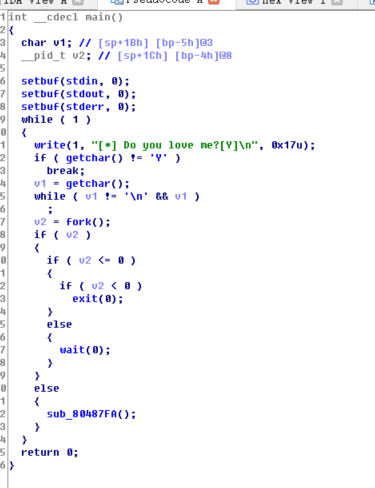 IDA View A Pseudocode A Hex View 1
1 int __cdecl main()
2 {
3 char v1; // [sp+1Bh] [bp-5h]@3
4 __pid_t v2; // [sp+1Ch] [bp-4h]@8
5
6 setbuf(stdin, 0);
7 setbuf(stdout, 0);
8 setbuf(stderr, 0);
9 while ( 1 )
0 {
1 write(1, "[*] Do you love me?[Y]\n", 0x17u);
2 if ( getchar() != 'Y' )
3 break;
4 v1 = getchar();
5 while ( v1 != '\n' && v1 )
6 ;
7 v2 = fork();
8 if ( v2 )
9 {
0 if ( v2 <= 0 )
1 {
2 if ( v2 < 0 )
3 exit(0);
4 }
5 else
6 {
7 wait(0);
8 }
9 }
0 else
1 {
2 sub_80487FA();
3 }
4 }
5 return 0;
6 }